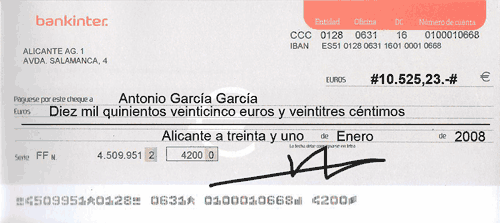 bankinter.
Entidad Oficina DC Número de cuenta
CCC 0128 0631 16 0100010668
IBAN ES51 0128 0631 1601 0001 0668
ALICANTE AG. 1
AVDA. SALAMANCA, 4
EUROS #10.525,23.- €
Páguese por este cheque a Antonio García García
Euros Diez mil quinientos veinticinco euros y veintitres céntimos
Alicante a treinta y uno de Enero de 2008
Serie FF N 4.509.951 2 4200 0
4509951 0128 0631 0100010668 4200